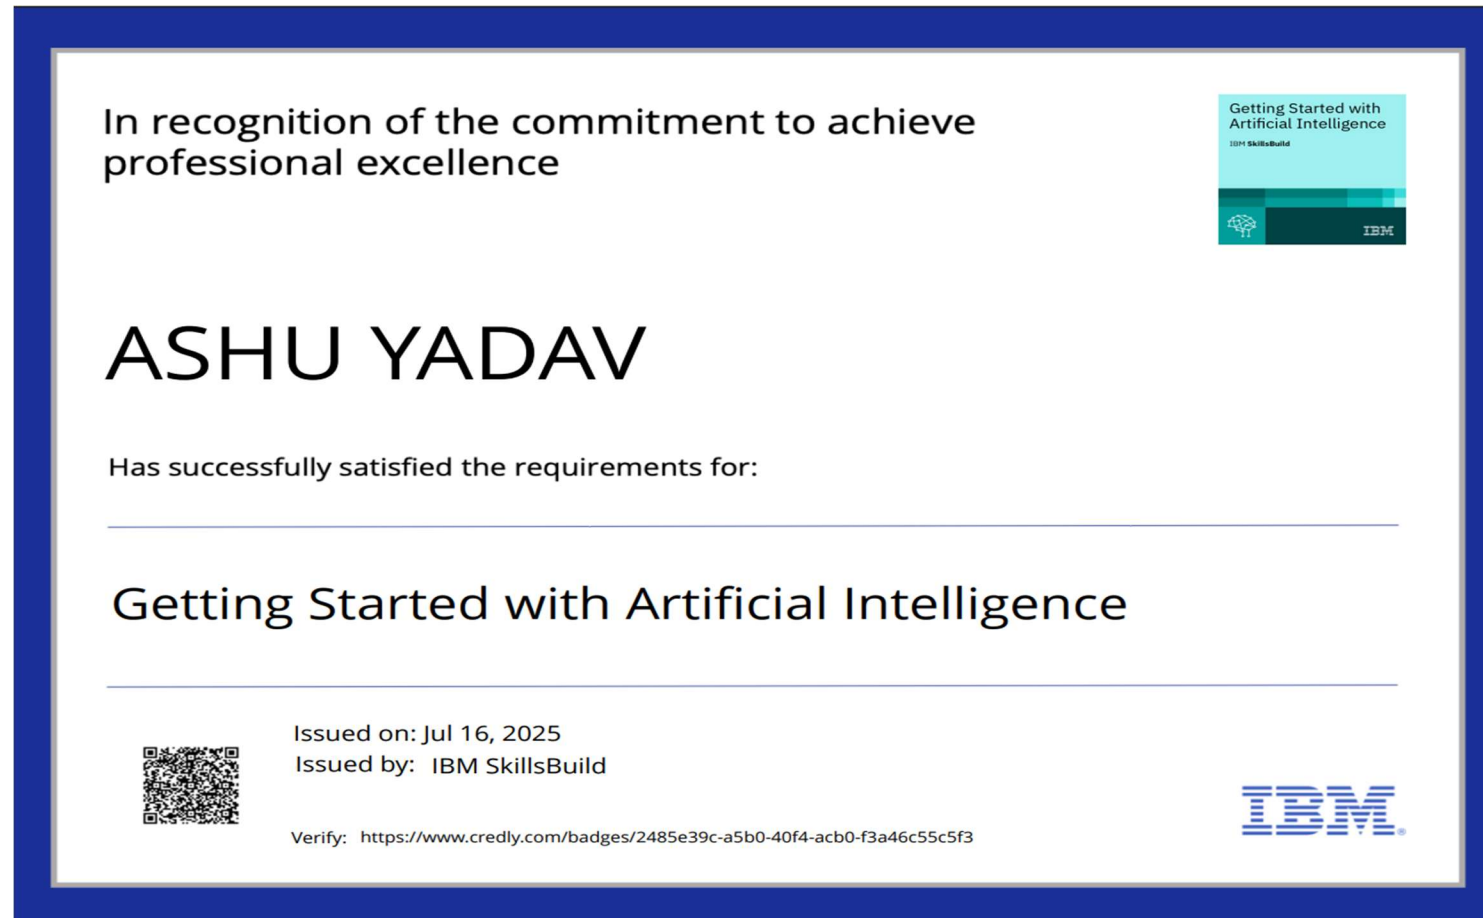 In recognition of the commitment to achieve
professional excellence
Getting Started with
Artificial Intelligence
IBM SkillsBuild
IBM
ASHU YADAV
Has successfully satisfied the requirements for:
Getting Started with Artificial Intelligence
Issued on: Jul 16, 2025
Issued by: IBM SkillsBuild
Verify: https://www.credly.com/badges/2485e39c-a5b0-40f4-acb0-f3a46c55c5f3
IBM®